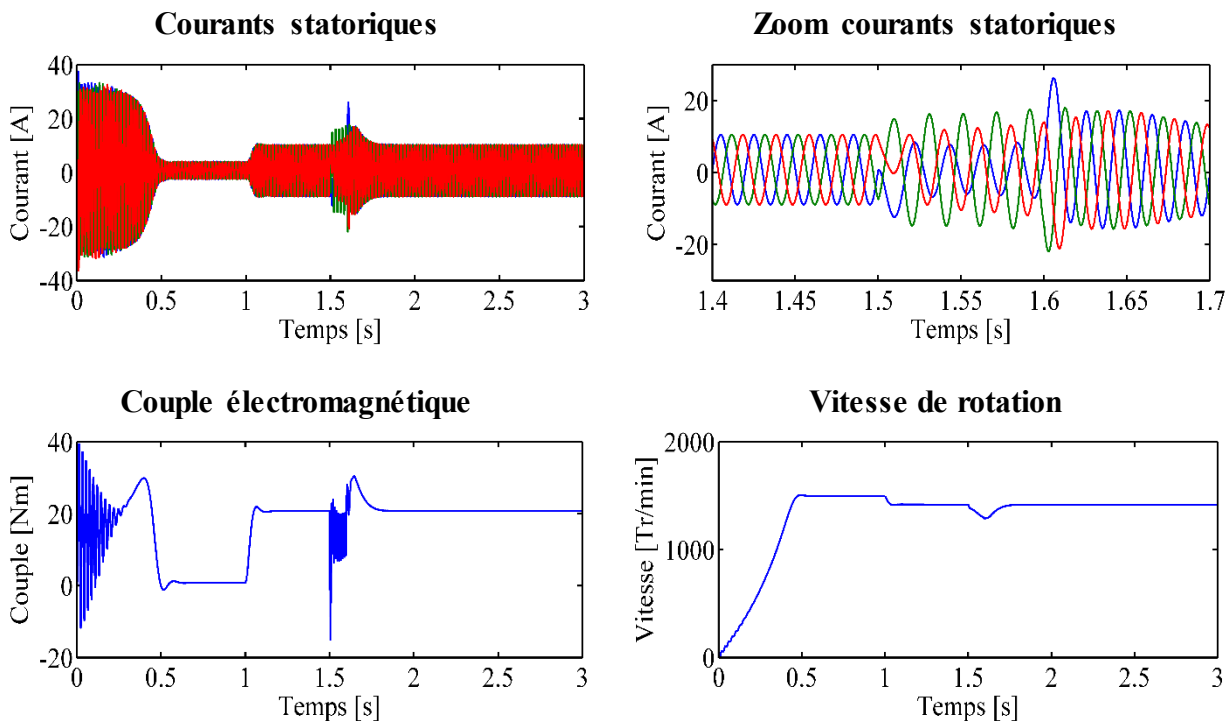 Courants statoriques
Courant [A]
40
20
0
-20
-40
0 0.5 1 1.5 2 2.5 3
Temps [s]
Zoom courants statoriques
Courant [A]
20
0
-20
1.4 1.45 1.5 1.55 1.6 1.65 1.7
Temps [s]
Couple électromagnétique
Couple [Nm]
40
20
0
-20
0 0.5 1 1.5 2 2.5 3
Temps [s]
Vitesse de rotation
Vitesse [Tr/min]
2000
1000
0
0 0.5 1 1.5 2 2.5 3
Temps [s]